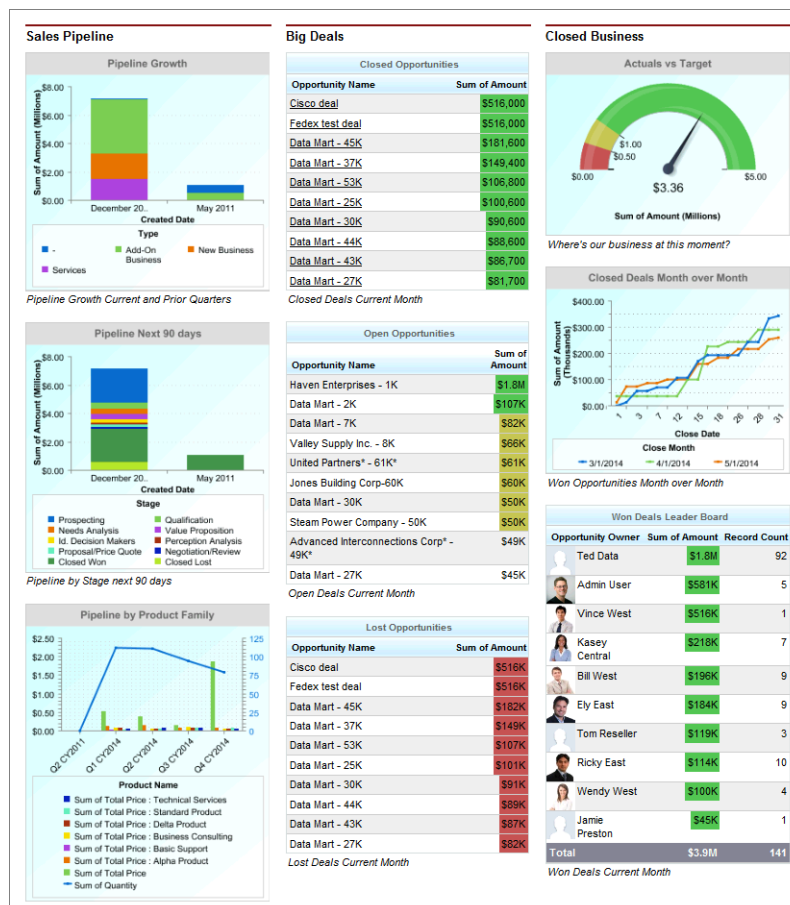 Sales Pipeline
Pipeline Growth
Sum of Amount (Millions)
$8.00
$6.00
$4.00
$2.00
$0.00
December 20..
May 2011
Created Date
Type
-
Add-On Business
New Business
Services
Pipeline Growth Current and Prior Quarters
Pipeline Next 90 days
Sum of Amount (Millions)
$8.00
$6.00
$4.00
$2.00
$0.00
December 20..
May 2011
Created Date
Stage
Prospecting
Qualification
Needs Analysis
Value Proposition
Id. Decision Makers
Perception Analysis
Proposal/Price Quote
Negotiation/Review
Closed Won
Closed Lost
Pipeline by Stage next 90 days
Pipeline by Product Family
$2.50
$2.00
$1.50
$1.00
$0.50
$0.00
125
100
75
50
25
0
Q2 CY2011
Q1 CY2014
Q2 CY2014
Q3 CY2014
Q4 CY2014
Product Name
Sum of Total Price : Technical Services
Sum of Total Price : Standard Product
Sum of Total Price : Delta Product
Sum of Total Price : Business Consulting
Sum of Total Price : Basic Support
Sum of Total Price : Alpha Product
Sum of Total Price
Sum of Quantity
Big Deals
Closed Opportunities
Opportunity Name Sum of Amount
Cisco deal $516,000
Fedex test deal $516,000
Data Mart - 45K $181,600
Data Mart - 37K $149,400
Data Mart - 53K $106,800
Data Mart - 25K $100,600
Data Mart - 30K $90,600
Data Mart - 44K $88,600
Data Mart - 43K $86,700
Data Mart - 27K $81,700
Closed Deals Current Month
Open Opportunities
Opportunity Name Sum of Amount
Haven Enterprises - 1K $1.8M
Data Mart - 2K $107K
Data Mart - 7K $82K
Valley Supply Inc. - 8K $66K
United Partners* - 61K* $61K
Jones Building Corp-60K $60K
Data Mart - 30K $50K
Steam Power Company - 50K $50K
Advanced Interconnections Corp* - 49K* $49K
Data Mart - 27K $45K
Open Deals Current Month
Lost Opportunities
Opportunity Name Sum of Amount
Cisco deal $516K
Fedex test deal $516K
Data Mart - 45K $182K
Data Mart - 37K $149K
Data Mart - 53K $107K
Data Mart - 25K $101K
Data Mart - 30K $91K
Data Mart - 44K $89K
Data Mart - 43K $87K
Data Mart - 27K $82K
Lost Deals Current Month
Closed Business
Actuals vs Target
$0.00
$0.50
$1.00
$5.00
$3.36
Sum of Amount (Millions)
Where's our business at this moment?
Closed Deals Month over Month
Sum of Amount
(Thousands)
$400.00
$300.00
$200.00
$100.00
$0.00
1 3 5 7 12 15 18 26 28 31
Close Date
Close Month
3/1/2014 4/1/2014 5/1/2014
Won Opportunities Month over Month
Won Deals Leader Board
Opportunity Owner Sum of Amount Record Count
Ted Data $1.8M 92
Admin User $581K 5
Vince West $516K 1
Kasey Central $218K 7
Bill West $196K 9
Ely East $184K 9
Tom Reseller $119K 3
Ricky East $114K 10
Wendy West $100K 4
Jamie Preston $45K 1
Total $3.9M 141
Won Deals Current Month